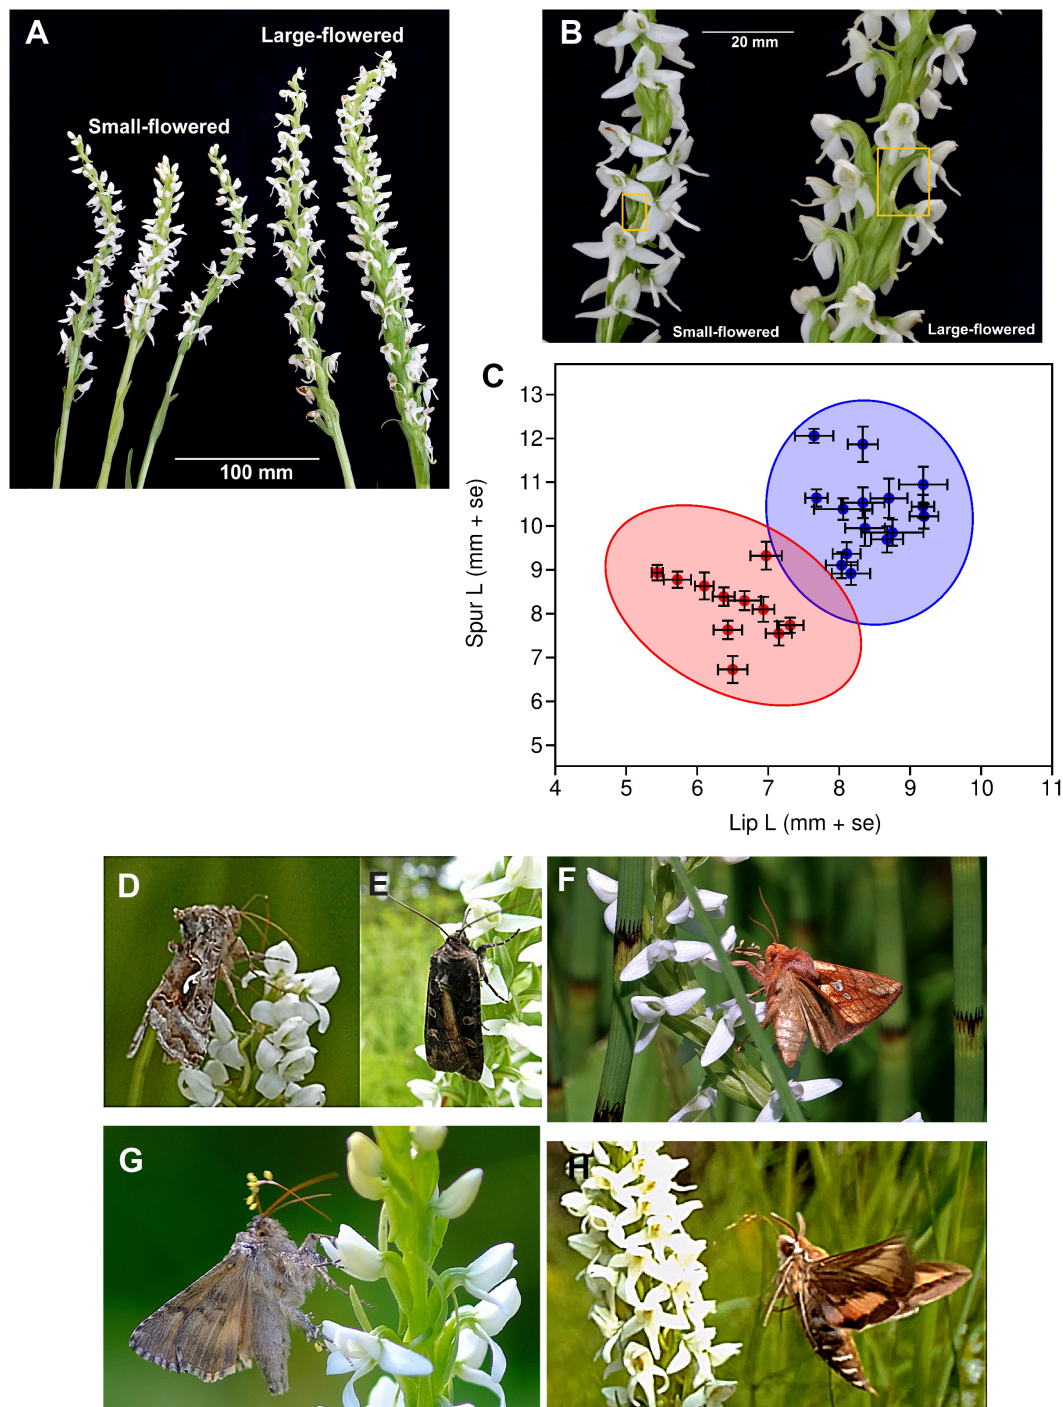 A
Large-flowered
Small-flowered
100 mm
B
20 mm
Small-flowered
Large-flowered
C
13
12
11
10
9
8
7
6
5
Spur L (mm + se)
4 5 6 7 8 9 10 11
Lip L (mm + se)
D
E
F
G
H